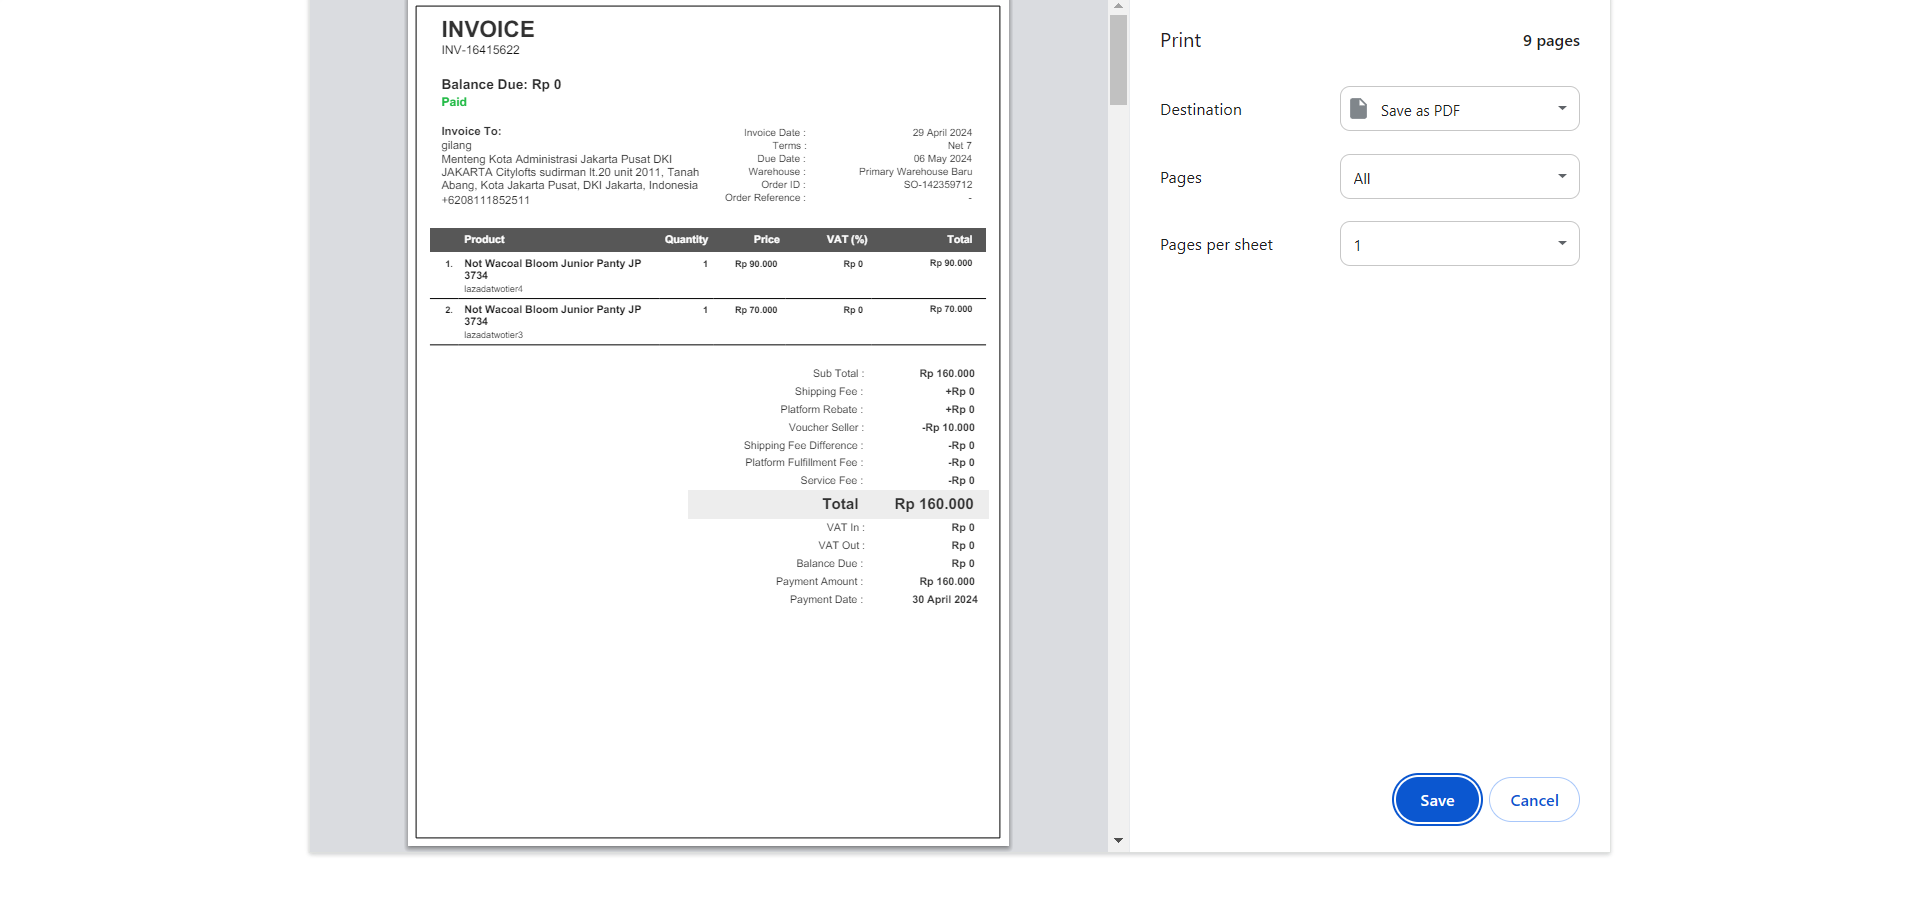 INVOICE
INV-16415622
Balance Due: Rp 0
Paid
Invoice To:
gilang
Menteng Kota Administrasi Jakarta Pusat DKI
JAKARTA Citylofts sudirman lt.20 unit 2011, Tanah
Abang, Kota Jakarta Pusat, DKI Jakarta, Indonesia
+6208111852511
Invoice Date : 29 April 2024
Terms : Net 7
Due Date : 06 May 2024
Warehouse : Primary Warehouse Baru
Order ID : SO-142359712
Order Reference : -
Product Quantity Price VAT (%) Total
1. Not Wacoal Bloom Junior Panty JP 1 Rp 90.000 Rp 0 Rp 90.000
3734
lazadatwotier4
2. Not Wacoal Bloom Junior Panty JP 1 Rp 70.000 Rp 0 Rp 70.000
3734
lazadatwotier3
Sub Total : Rp 160.000
Shipping Fee : +Rp 0
Platform Rebate : +Rp 0
Voucher Seller : -Rp 10.000
Shipping Fee Difference : -Rp 0
Platform Fulfillment Fee : -Rp 0
Service Fee : -Rp 0
Total Rp 160.000
VAT In : Rp 0
VAT Out : Rp 0
Balance Due : Rp 0
Payment Amount : Rp 160.000
Payment Date : 30 April 2024
Print 9 pages
Destination Save as PDF
Pages All
Pages per sheet 1
Save Cancel